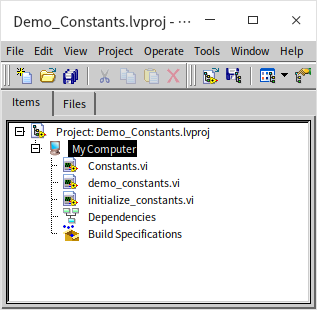 Demo_Constants.lvproj - ...
File Edit View Project Operate Tools Window Help
Items Files
Project: Demo_Constants.lvproj
My Computer
Constants.vi
demo_constants.vi
initialize_constants.vi
Dependencies
Build Specifications